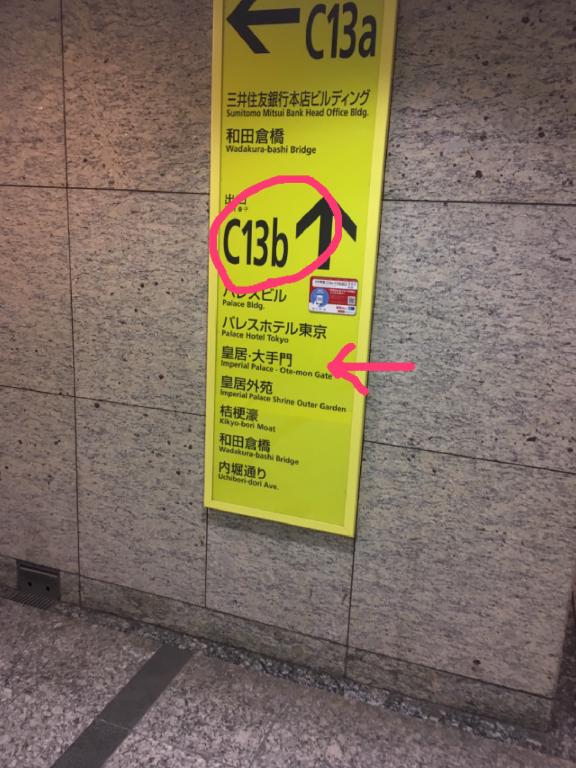 C13a
三井住友銀行本店ビルディング
Sumitomo Mitsui Bank Head Office Bldg.
和田倉橋
Wadakura-bashi Bridge
出口
C13b
パレスビル
Palace Bldg.
パレスホテル東京
Palace Hotel Tokyo
皇居・大手門
Imperial Palace・Ote-mon Gate
皇居外苑
Imperial Palace Shrine Outer Garden
桔梗濠
Kikyo-bori Moat
和田倉橋
Wadakura-bashi Bridge
内堀通り
Uchibori-dori Ave.